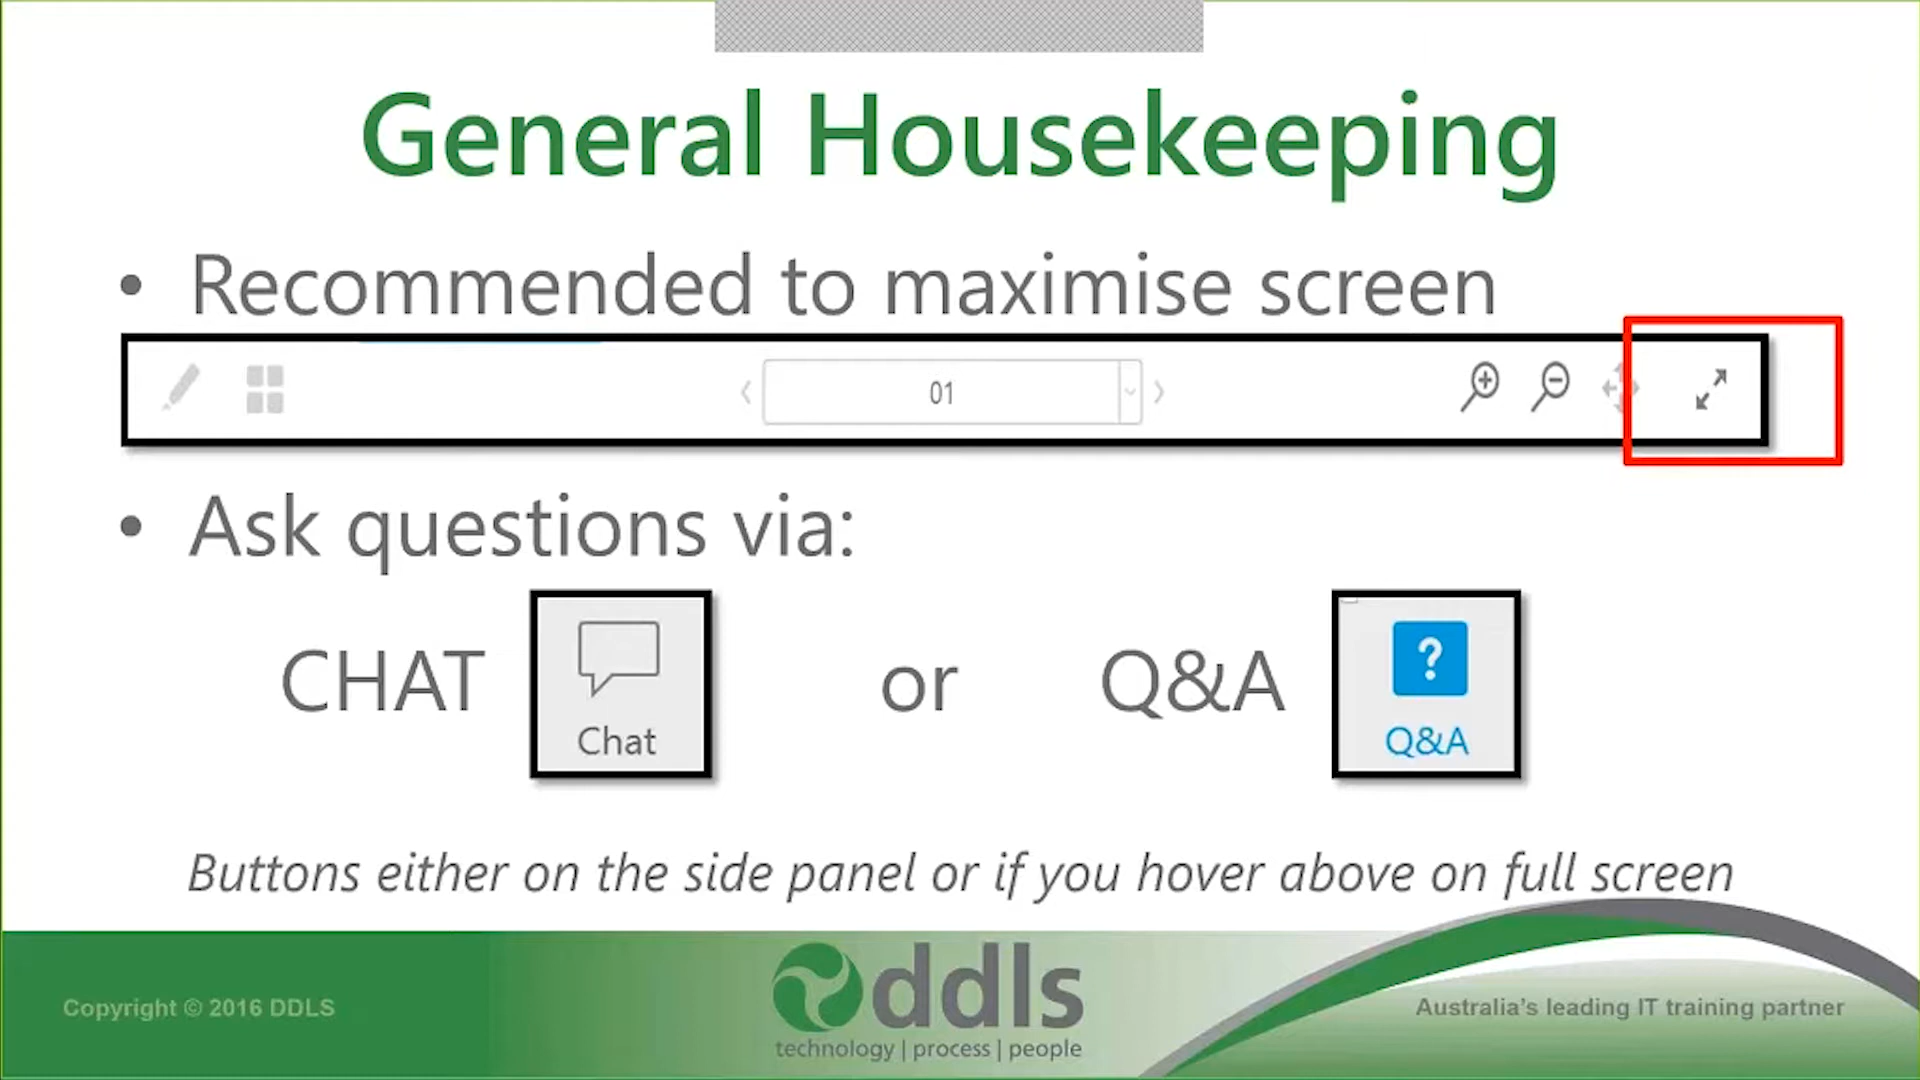 General Housekeeping
• Recommended to maximise screen
01
• Ask questions via:
CHAT
Chat
or
Q&A
?
Q&A
Buttons either on the side panel or if you hover above on full screen
Copyright © 2016 DDLS
ddls
technology | process | people
Australia's leading IT training partner